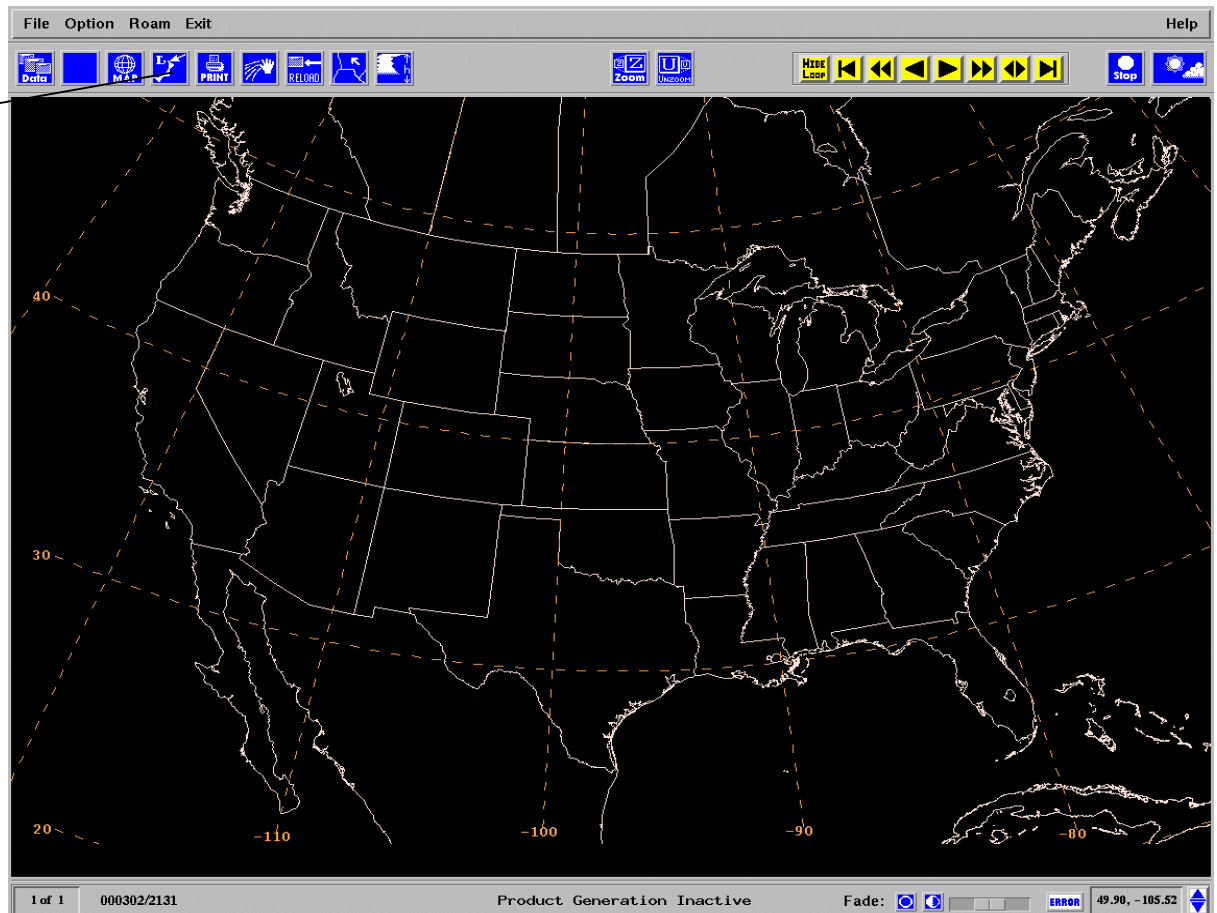 File Option Roam Exit Help
Data MAP L PRINT RELOAD h Z Z Zoom U U UNZOOM HIDE LOOP Stop
40
30
20
-110 -100 -90 -80
1 of 1 000302/2131 Product Generation Inactive Fade: ERROR 49.90, -105.52